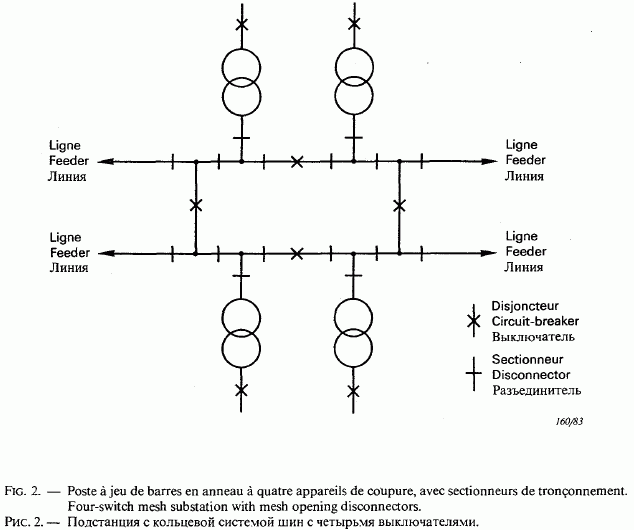 Ligne
Feeder
Линия
Ligne
Feeder
Линия
Ligne
Feeder
Линия
Ligne
Feeder
Линия
Disjoncteur
Circuit-breaker
Выключатель
Sectionneur
Disconnector
Разъединитель
160/83
FIG. 2. — Poste à jeu de barres en anneau à quatre appareils de coupure, avec sectionneurs de tronçonnement.
Four-switch mesh substation with mesh opening disconnectors.
РИС. 2. — Подстанция с кольцевой системой шин с четырьмя выключателями.